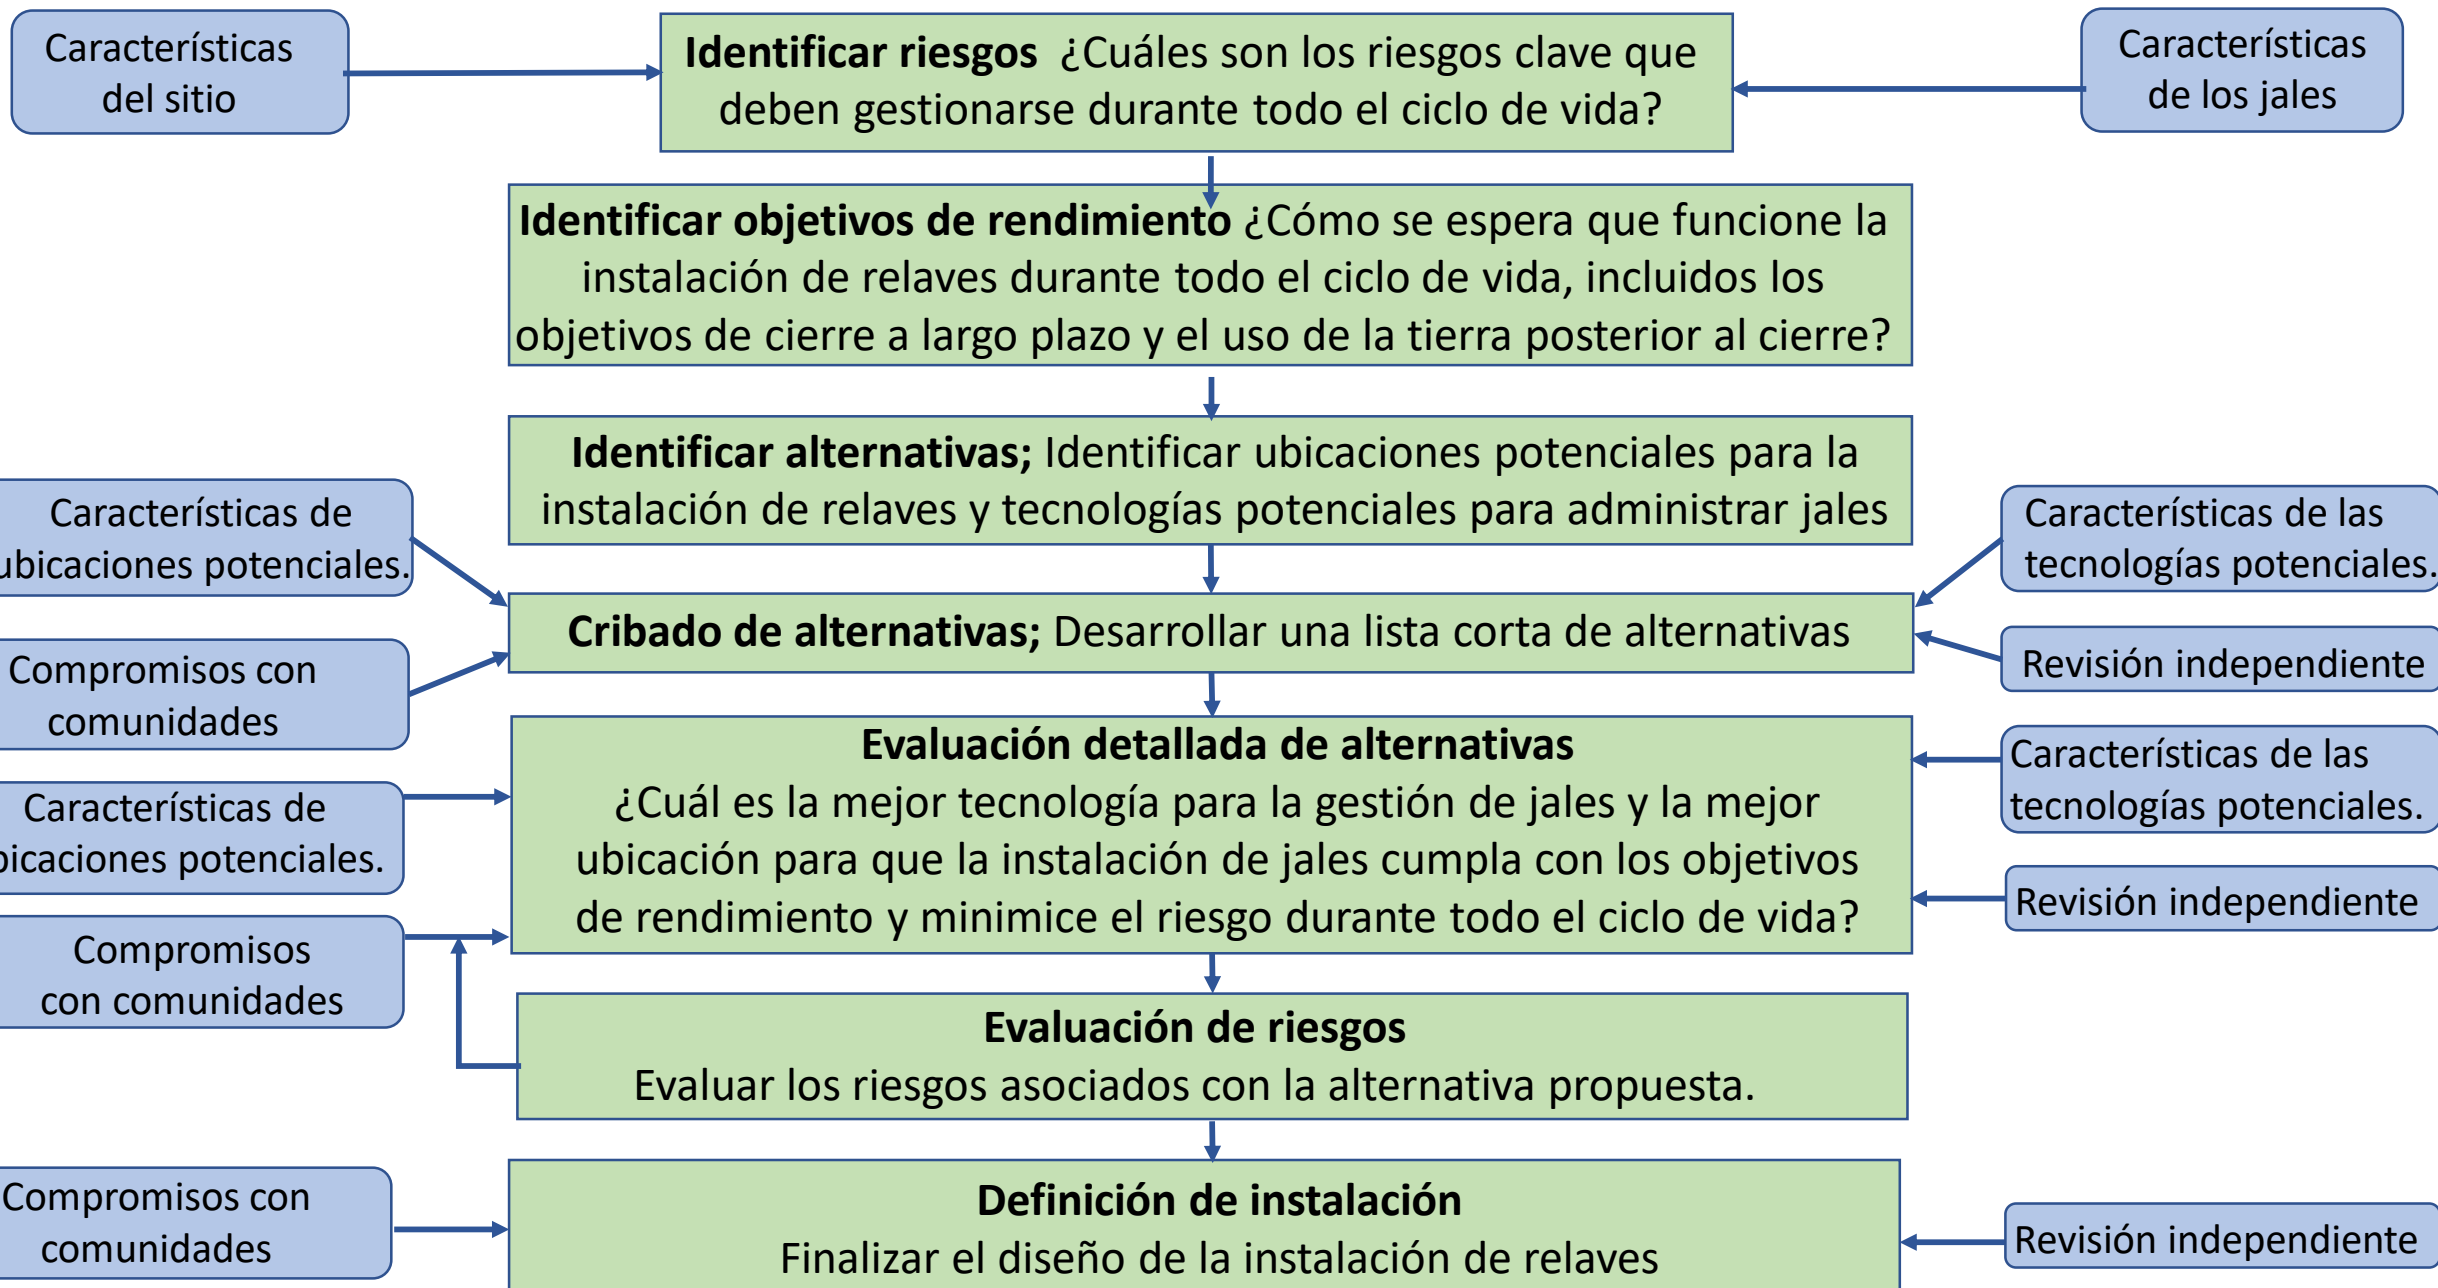 Características
del sitio
Identificar riesgos ¿Cuáles son los riesgos clave que
deben gestionarse durante todo el ciclo de vida?
Características
de los jales
Identificar objetivos de rendimiento ¿Cómo se espera que funcione la
instalación de relaves durante todo el ciclo de vida, incluidos los
objetivos de cierre a largo plazo y el uso de la tierra posterior al cierre?
Identificar alternativas; Identificar ubicaciones potenciales para la
instalación de relaves y tecnologías potenciales para administrar jales
Características de
ubicaciones potenciales.
Características de las
tecnologías potenciales.
Cribado de alternativas; Desarrollar una lista corta de alternativas
Compromisos con
comunidades
Revisión independiente
Evaluación detallada de alternativas
¿Cuál es la mejor tecnología para la gestión de jales y la mejor
ubicación para que la instalación de jales cumpla con los objetivos
de rendimiento y minimice el riesgo durante todo el ciclo de vida?
Características de
bicaciones potenciales.
Características de las
tecnologías potenciales.
Compromisos
con comunidades
Revisión independiente
Evaluación de riesgos
Evaluar los riesgos asociados con la alternativa propuesta.
Compromisos con
comunidades
Definición de instalación
Finalizar el diseño de la instalación de relaves
Revisión independiente